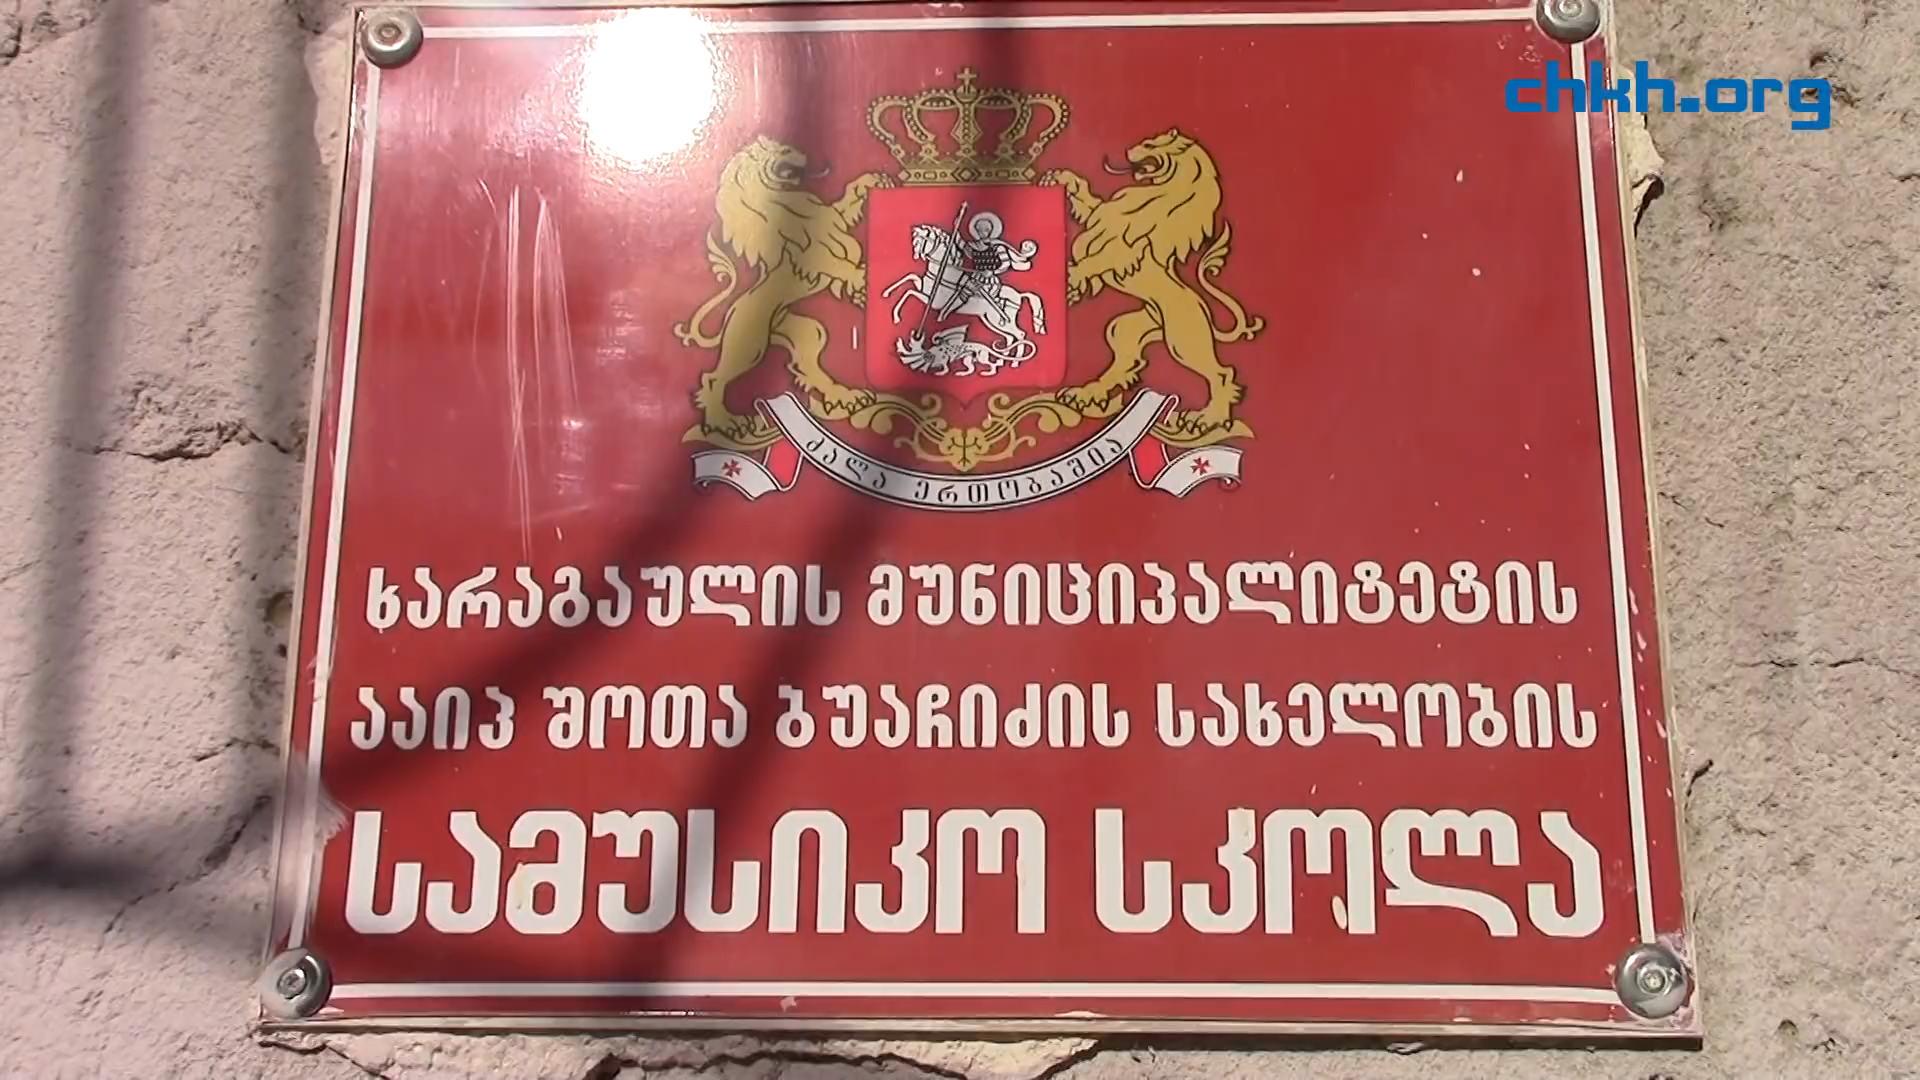 chkh.org
ძალა ერთობაშია
ხარაგაულის მუნიციპალიტეტის
ააიპ შოთა ბუაჩიძის სახელობის
სამუსიკო სკოლა